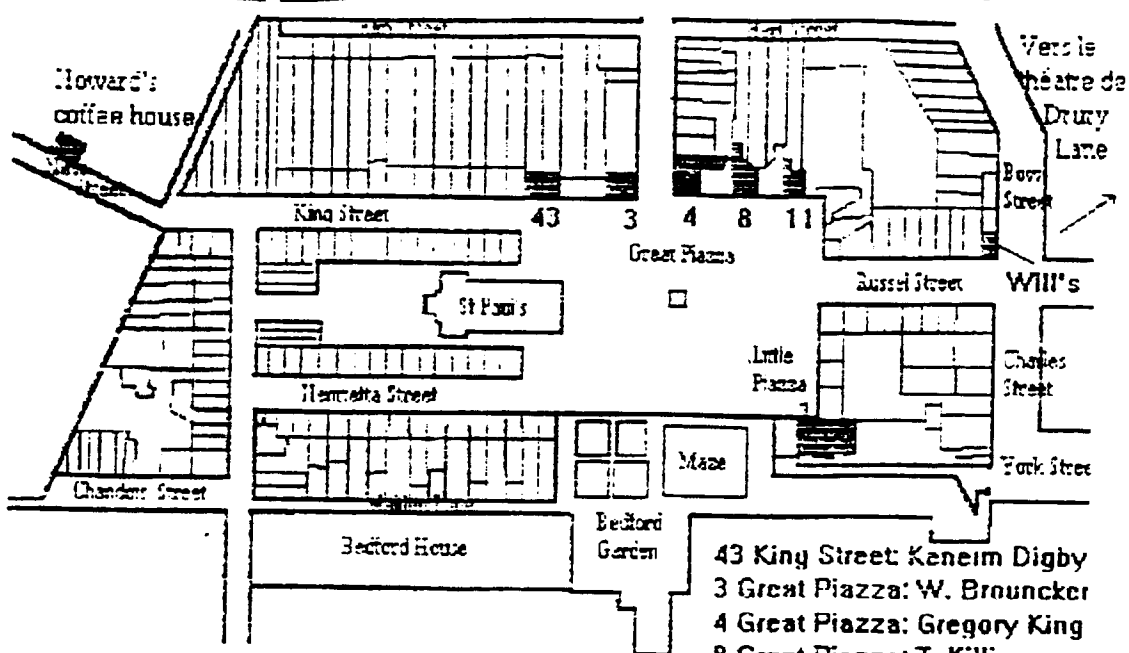 Howard's
coffee house
Vers le
théatre de
Drury
Lane
Bow
Street
King Street
43
3
4
8
11
Great Piazza
Russel Street
Will's
St Paul's
Little
Piazza
Charles
Street
Henrietta Street
Maze
York Stree
Chandois Street
Bedford
Garden
Bedford House
43 King Street: Kenelm Digby
3 Great Piazza: W. Brouncker
4 Great Piazza: Gregory King